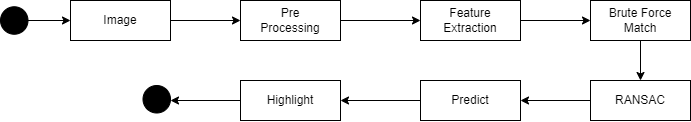 Image
Pre
Processing
Feature
Extraction
Brute Force
Match
RANSAC
Predict
Highlight